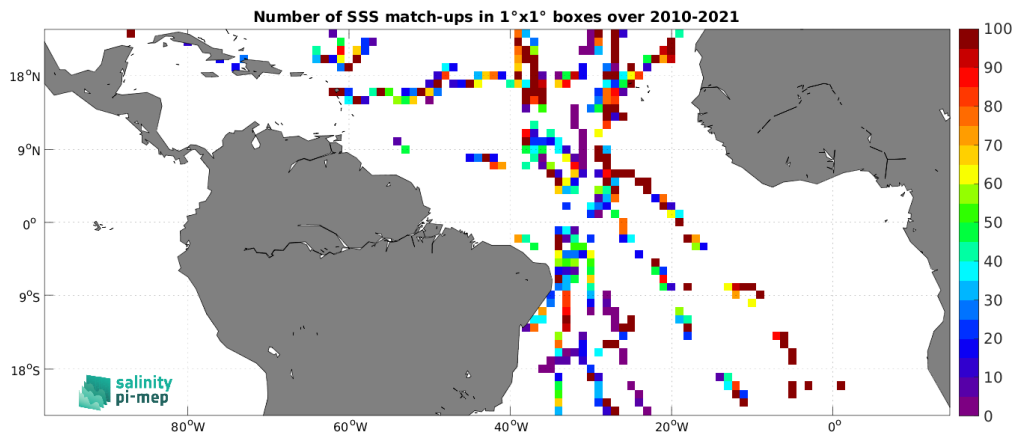 Number of SSS match-ups in 1°x1° boxes over 2010-2021
100
90
80
70
60
50
40
30
20
10
0
18°N
9°N
0°
9°S
18°S
80°W
60°W
40°W
20°W
0°
salinity
pi-mep